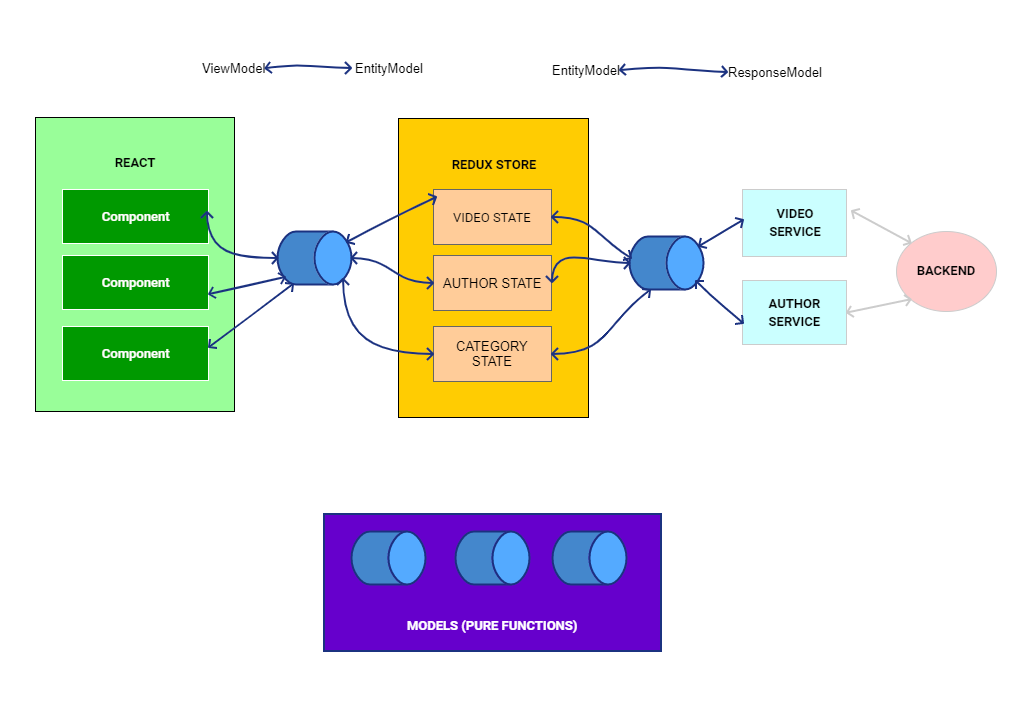 ViewModel
EntityModel
EntityModel
ResponseModel
REACT
Component
Component
Component
REDUX STORE
VIDEO STATE
AUTHOR STATE
CATEGORY
STATE
VIDEO
SERVICE
AUTHOR
SERVICE
BACKEND
MODELS (PURE FUNCTIONS)